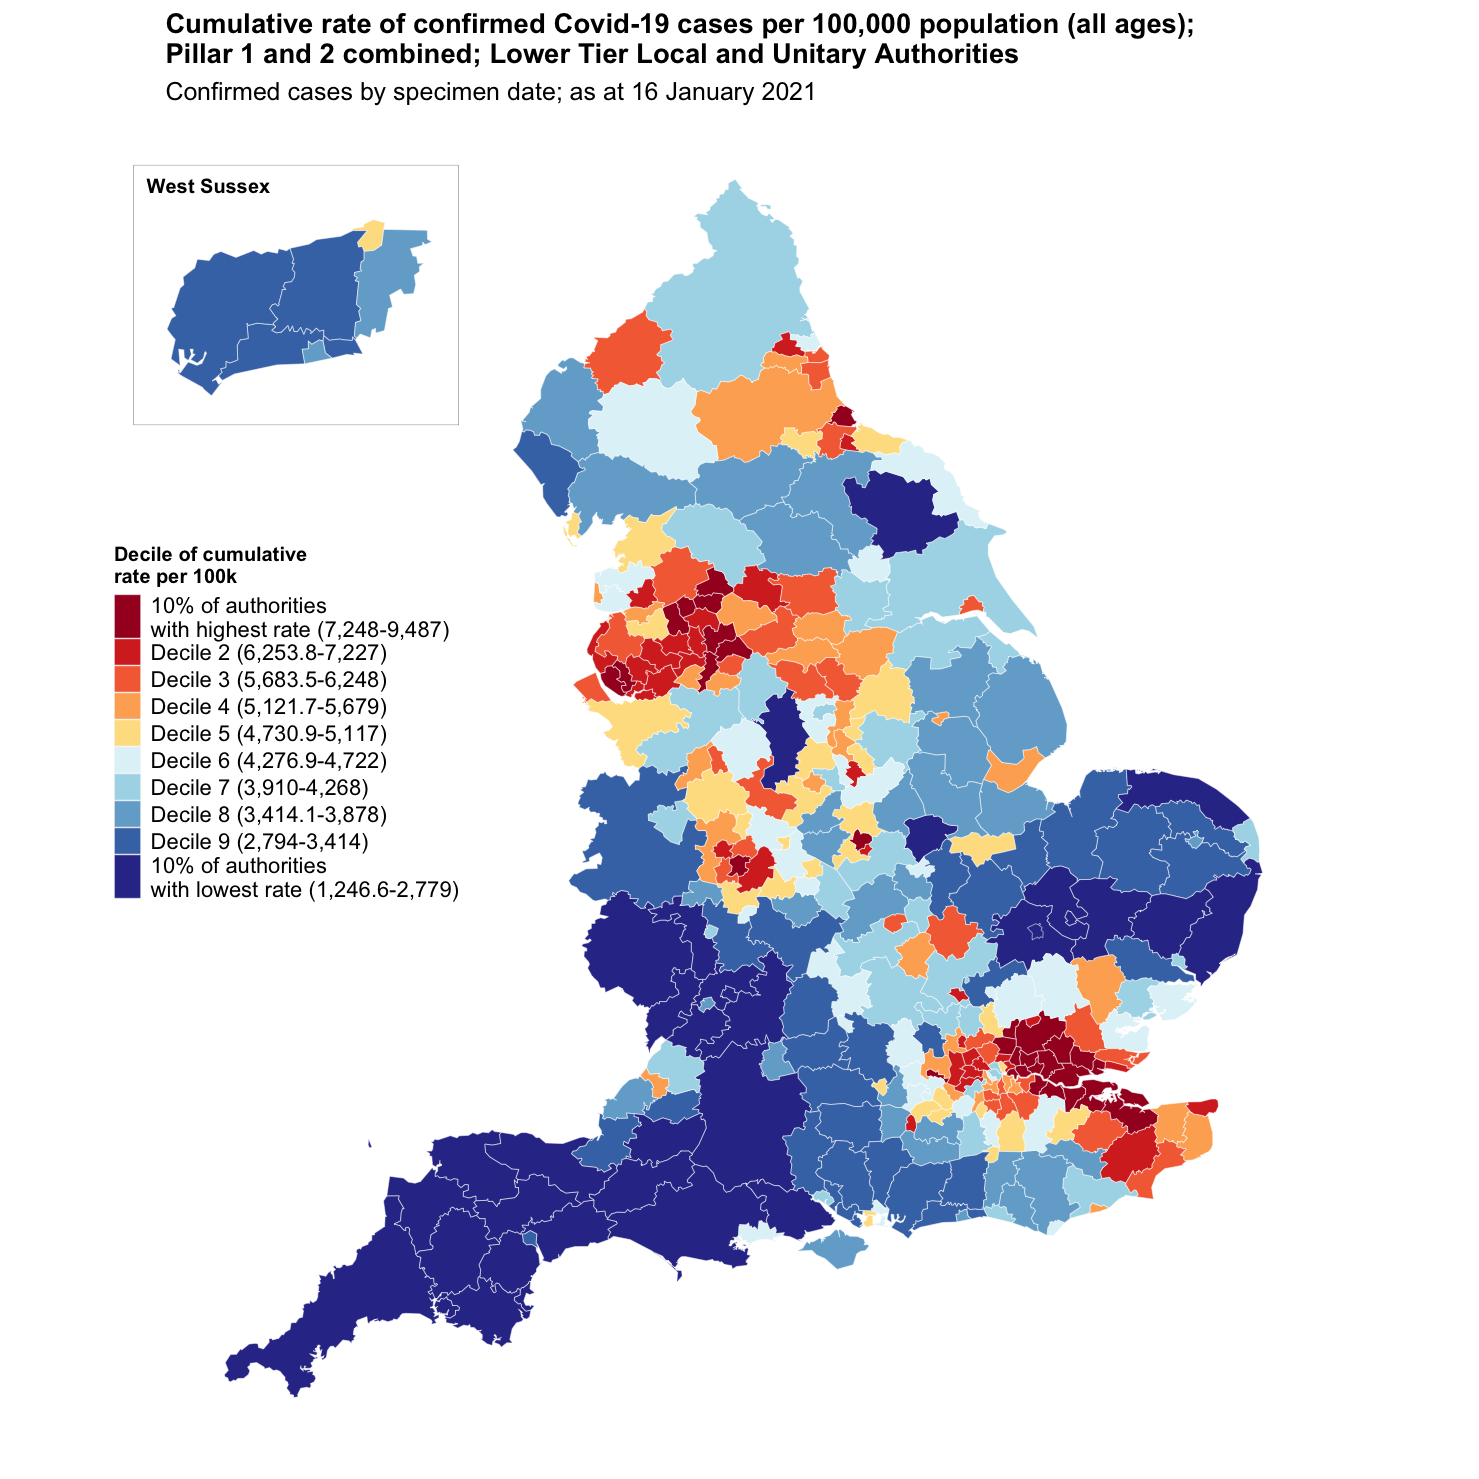 Cumulative rate of confirmed Covid-19 cases per 100,000 population (all ages);
Pillar 1 and 2 combined; Lower Tier Local and Unitary Authorities
Confirmed cases by specimen date; as at 16 January 2021
West Sussex
Decile of cumulative
rate per 100k
10% of authorities
with highest rate (7,248-9,487)
Decile 2 (6,253.8-7,227)
Decile 3 (5,683.5-6,248)
Decile 4 (5,121.7-5,679)
Decile 5 (4,730.9-5,117)
Decile 6 (4,276.9-4,722)
Decile 7 (3,910-4,268)
Decile 8 (3,414.1-3,878)
Decile 9 (2,794-3,414)
10% of authorities
with lowest rate (1,246.6-2,779)